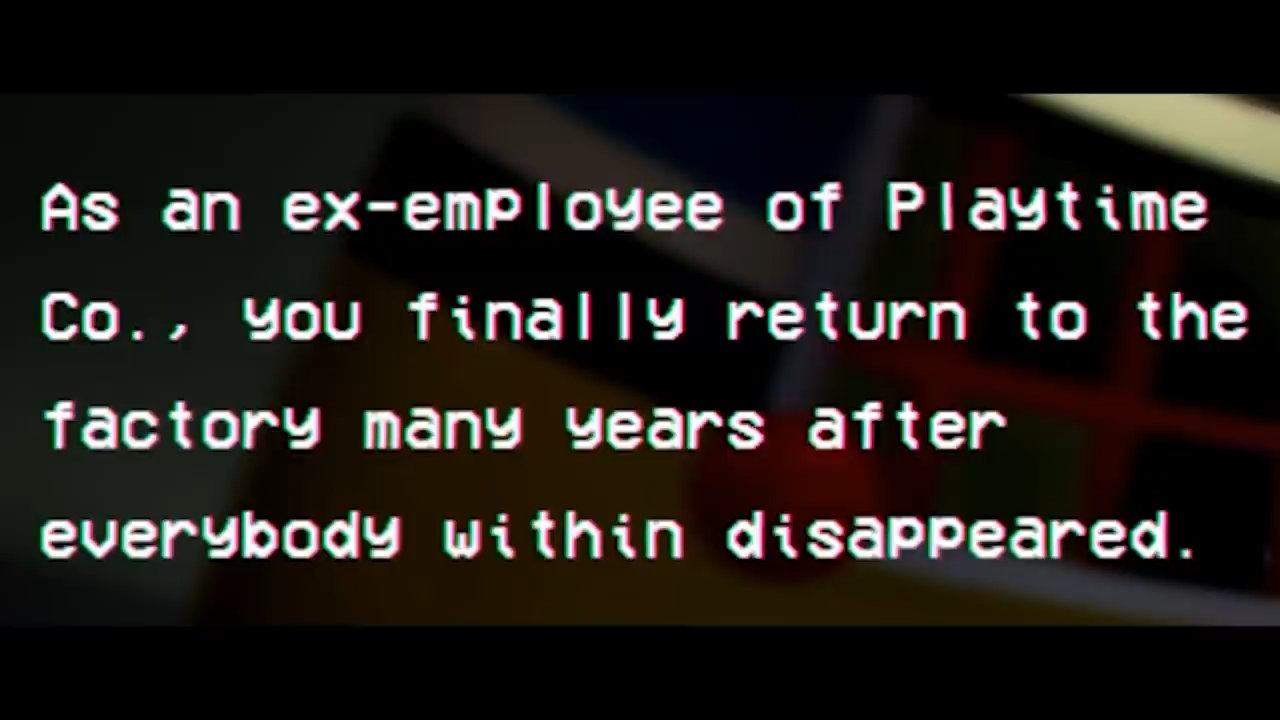 As an ex-employee of Playtime
Co., you finally return to the
factory many years after
everybody within disappeared.